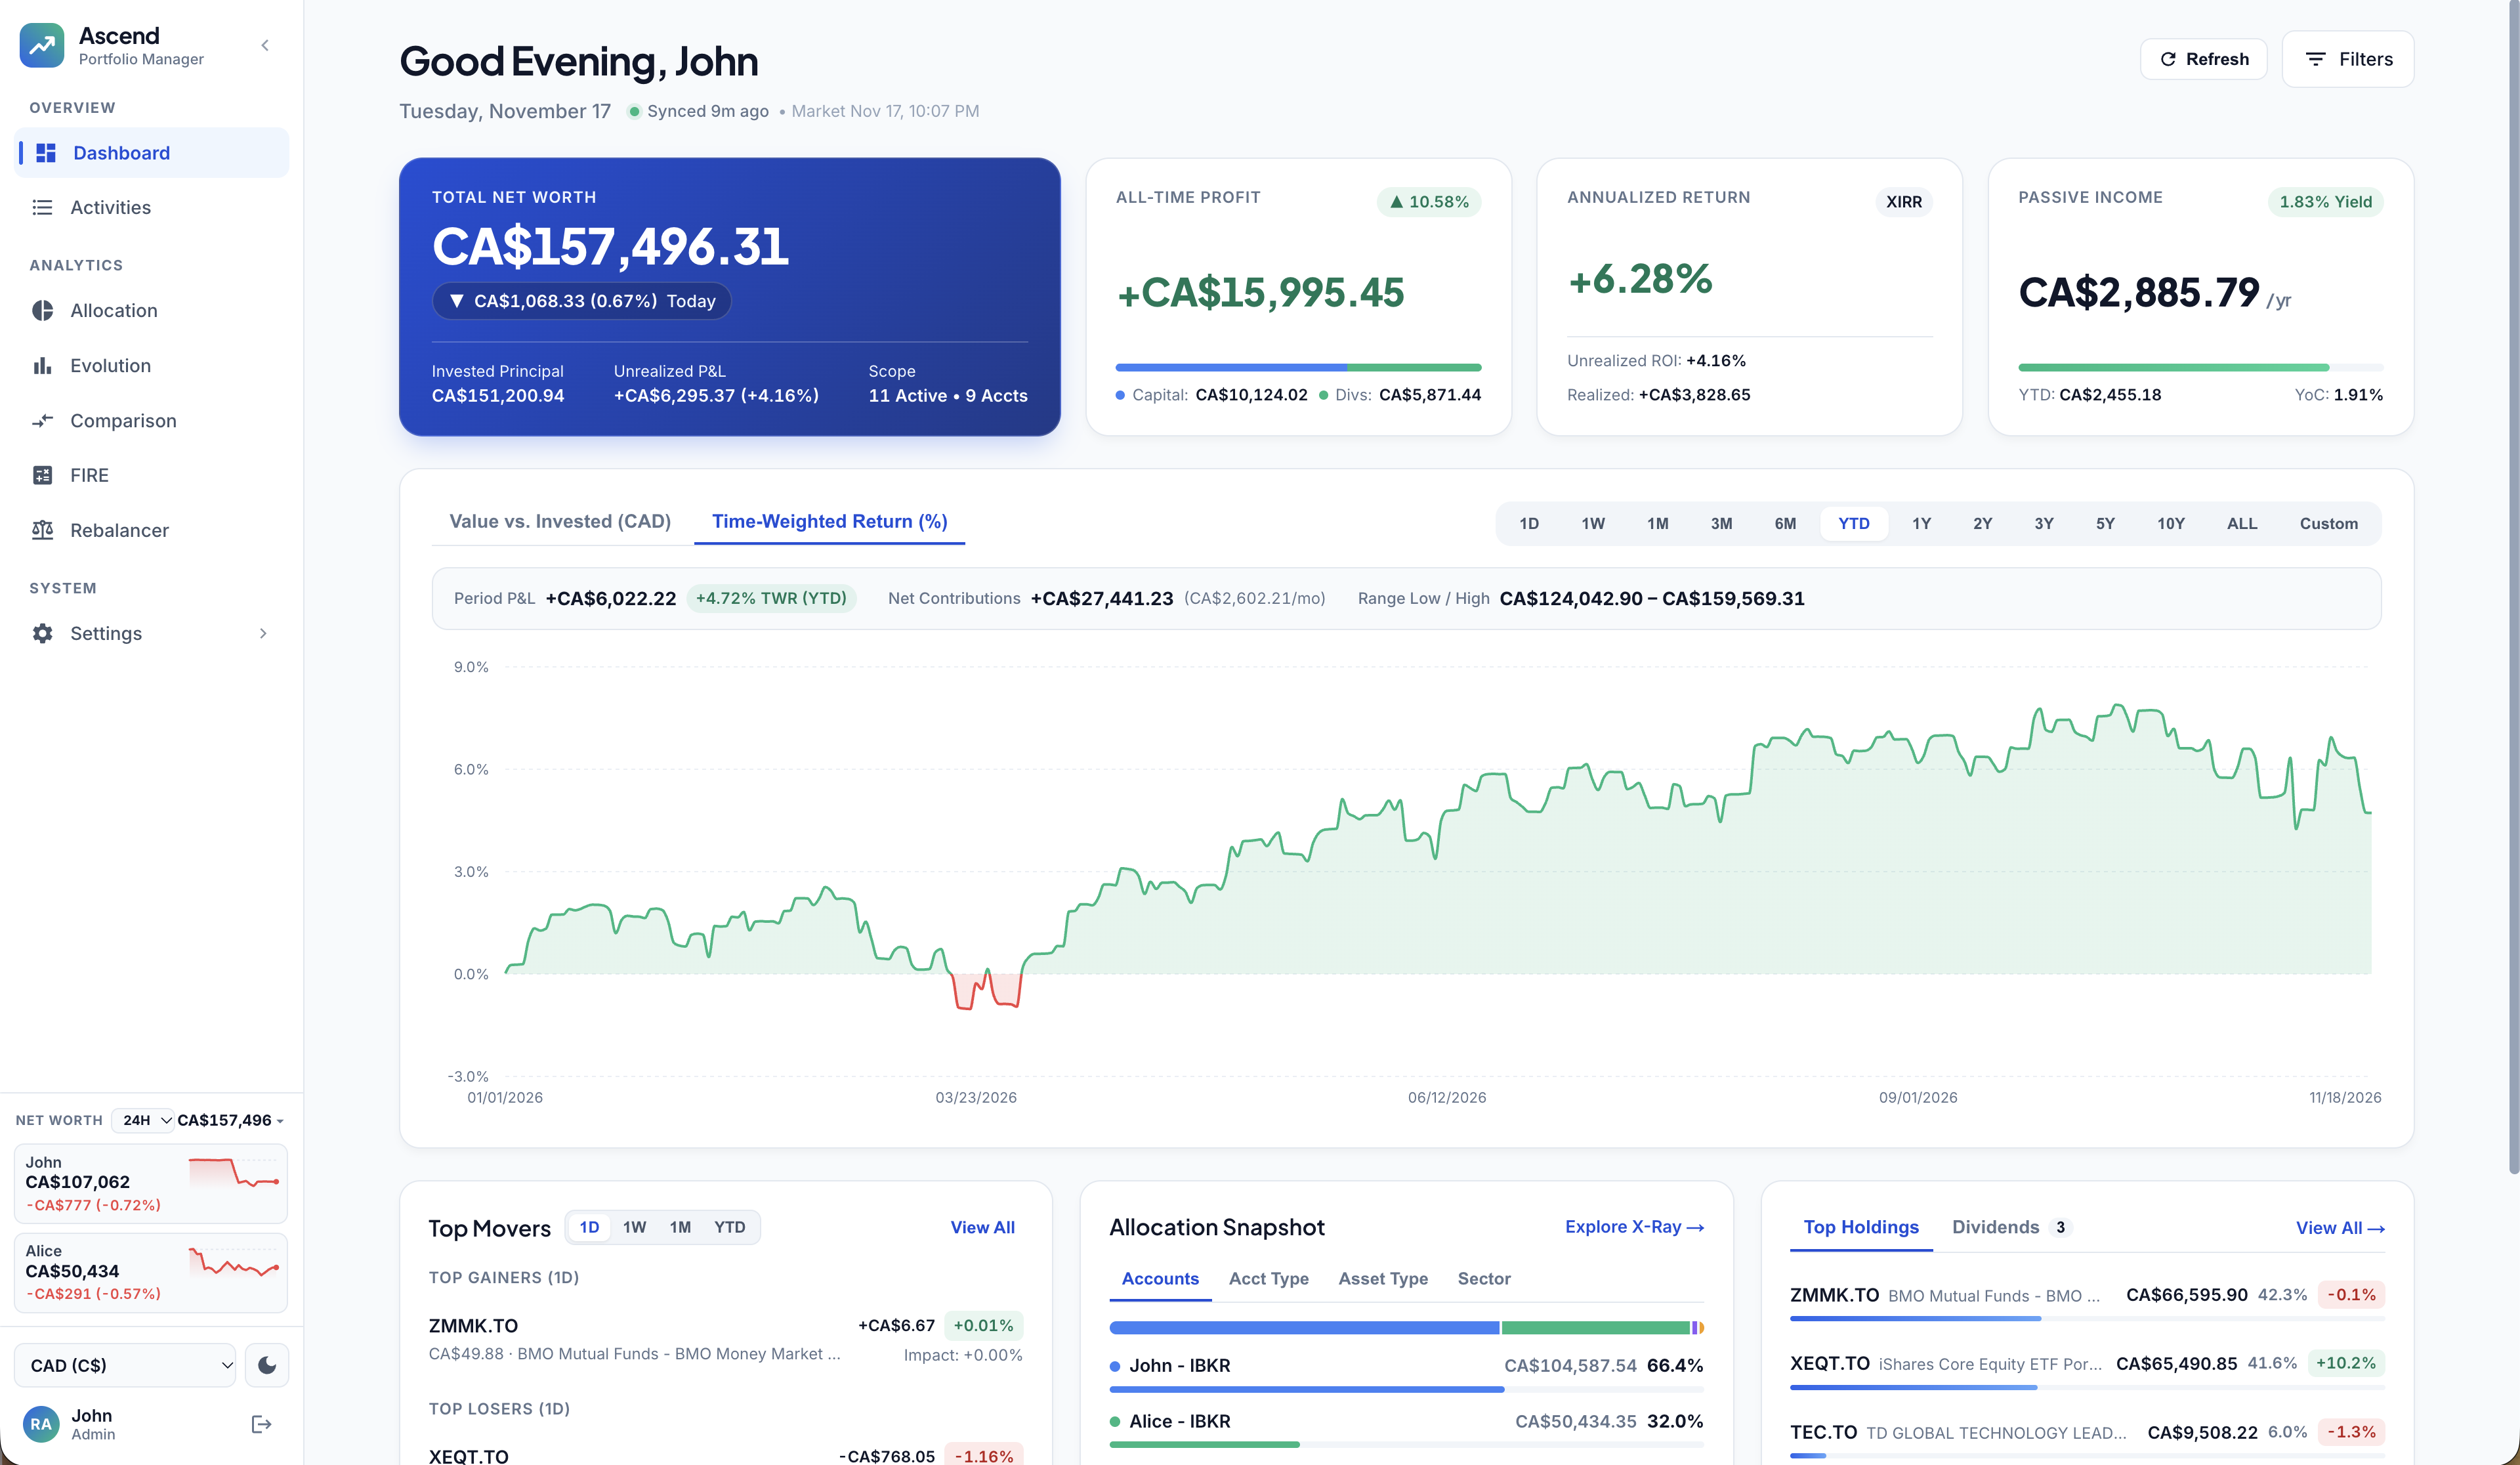 Ascend
Portfolio Manager
OVERVIEW
Dashboard
Activities
ANALYTICS
Allocation
Evolution
Comparison
FIRE
Rebalancer
SYSTEM
Settings
NET WORTH 24H CA$157,496
John
CA$107,062
-CA$777 (-0.72%)
Alice
CA$50,434
-CA$291 (-0.57%)
CAD (C$)
RA
John
Admin
Good Evening, John
Refresh
Filters
Tuesday, November 17 Synced 9m ago • Market Nov 17, 10:07 PM
TOTAL NET WORTH
CA$157,496.31
▼ CA$1,068.33 (0.67%) Today
Invested Principal
CA$151,200.94
Unrealized P&L
+CA$6,295.37 (+4.16%)
Scope
11 Active • 9 Accts
ALL-TIME PROFIT
▲ 10.58%
+CA$15,995.45
Capital: CA$10,124.02 Divs: CA$5,871.44
ANNUALIZED RETURN
XIRR
+6.28%
Unrealized ROI: +4.16%
Realized: +CA$3,828.65
PASSIVE INCOME
1.83% Yield
CA$2,885.79 /yr
YTD: CA$2,455.18
YoC: 1.91%
Value vs. Invested (CAD) Time-Weighted Return (%)
1D 1W 1M 3M 6M YTD 1Y 2Y 3Y 5Y 10Y ALL Custom
Period P&L +CA$6,022.22 +4.72% TWR (YTD) Net Contributions +CA$27,441.23 (CA$2,602.21/mo) Range Low / High CA$124,042.90 – CA$159,569.31
9.0%
6.0%
3.0%
0.0%
-3.0%
01/01/2026 03/23/2026 06/12/2026 09/01/2026 11/18/2026
Top Movers 1D 1W 1M YTD View All
TOP GAINERS (1D)
ZMMK.TO +CA$6.67 +0.01%
CA$49.88 · BMO Mutual Funds - BMO Money Market ... Impact: +0.00%
TOP LOSERS (1D)
XEQT.TO -CA$768.05 -1.16%
Allocation Snapshot Explore X-Ray →
Accounts Acct Type Asset Type Sector
John - IBKR CA$104,587.54 66.4%
Alice - IBKR CA$50,434.35 32.0%
Top Holdings Dividends 3 View All →
ZMMK.TO BMO Mutual Funds - BMO ... CA$66,595.90 42.3% -0.1%
XEQT.TO iShares Core Equity ETF Por... CA$65,490.85 41.6% +10.2%
TEC.TO TD GLOBAL TECHNOLOGY LEAD... CA$9,508.22 6.0% -1.3%